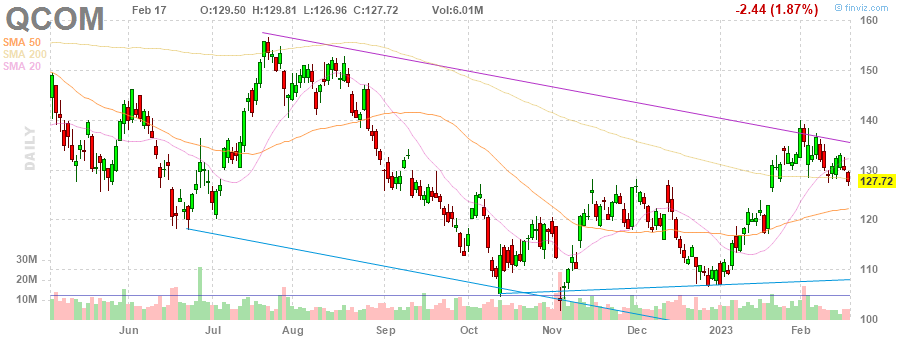 QCOM Feb 17 O:129.50 H:129.81 L:126.96 C:127.72 Vol:6.01M -2.44 (1.87%) © finviz.com
SMA 50
SMA 200
SMA 20
DAILY
160
150
140
130
127.72
120
110
100
30M
20M
10M
Jun Jul Aug Sep Oct Nov Dec 2023 Feb